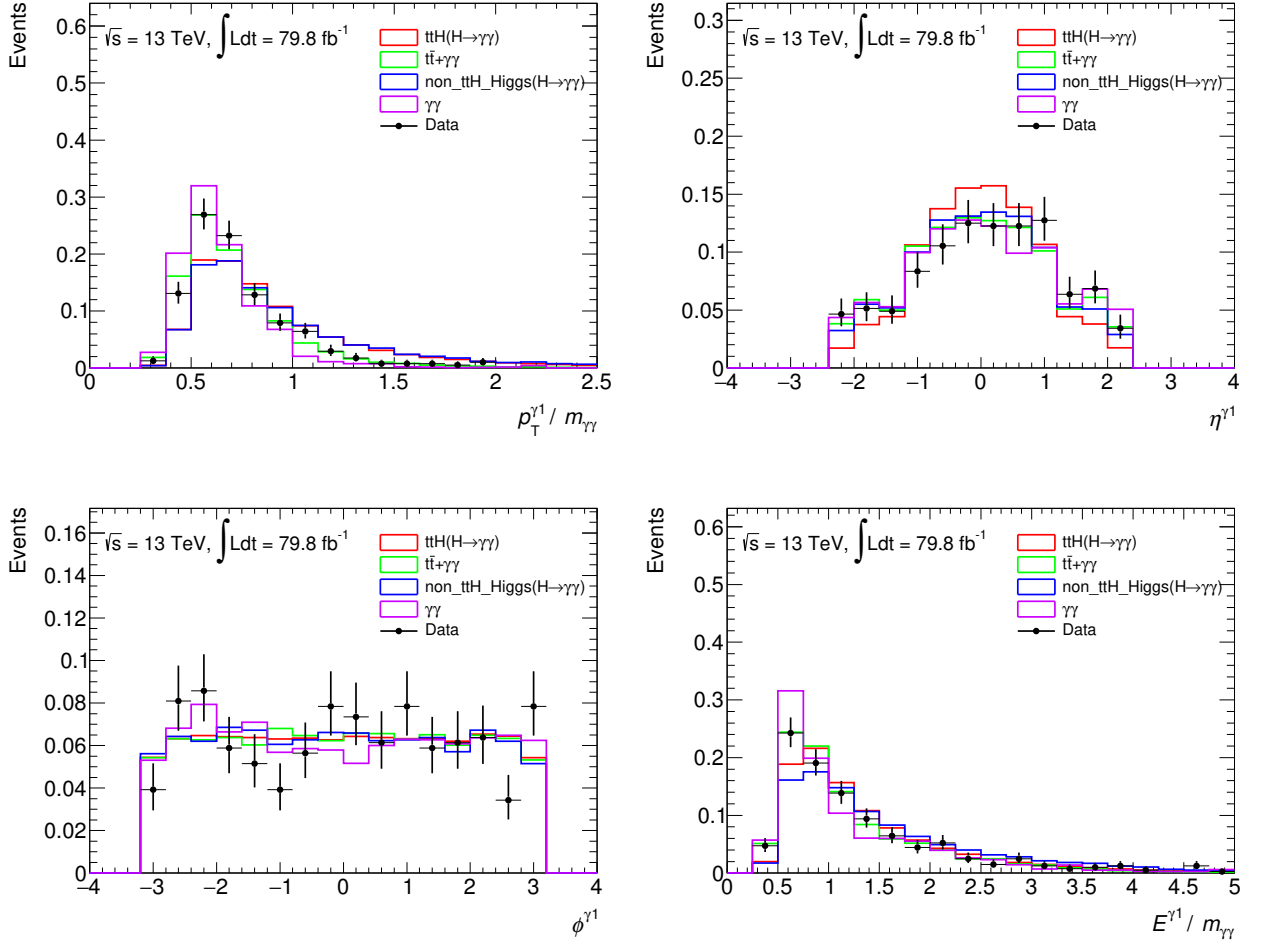 Events
0.6
0.5
0.4
0.3
0.2
0.1
0
√s = 13 TeV, ∫Ldt = 79.8 fb⁻¹
ttH(H→γγ)
tt̄+γγ
non_ttH_Higgs(H→γγ)
γγ
Data
0 0.5 1 1.5 2 2.5
p_T^γ1 / m_γγ
Events
0.3
0.25
0.2
0.15
0.1
0.05
0
√s = 13 TeV, ∫Ldt = 79.8 fb⁻¹
ttH(H→γγ)
tt̄+γγ
non_ttH_Higgs(H→γγ)
γγ
Data
−4 −3 −2 −1 0 1 2 3 4
η^γ1
Events
0.16
0.14
0.12
0.1
0.08
0.06
0.04
0.02
0
√s = 13 TeV, ∫Ldt = 79.8 fb⁻¹
ttH(H→γγ)
tt̄+γγ
non_ttH_Higgs(H→γγ)
γγ
Data
−4 −3 −2 −1 0 1 2 3 4
ϕ^γ1
Events
0.6
0.5
0.4
0.3
0.2
0.1
0
√s = 13 TeV, ∫Ldt = 79.8 fb⁻¹
ttH(H→γγ)
tt̄+γγ
non_ttH_Higgs(H→γγ)
γγ
Data
0 0.5 1 1.5 2 2.5 3 3.5 4 4.5 5
E^γ1 / m_γγ